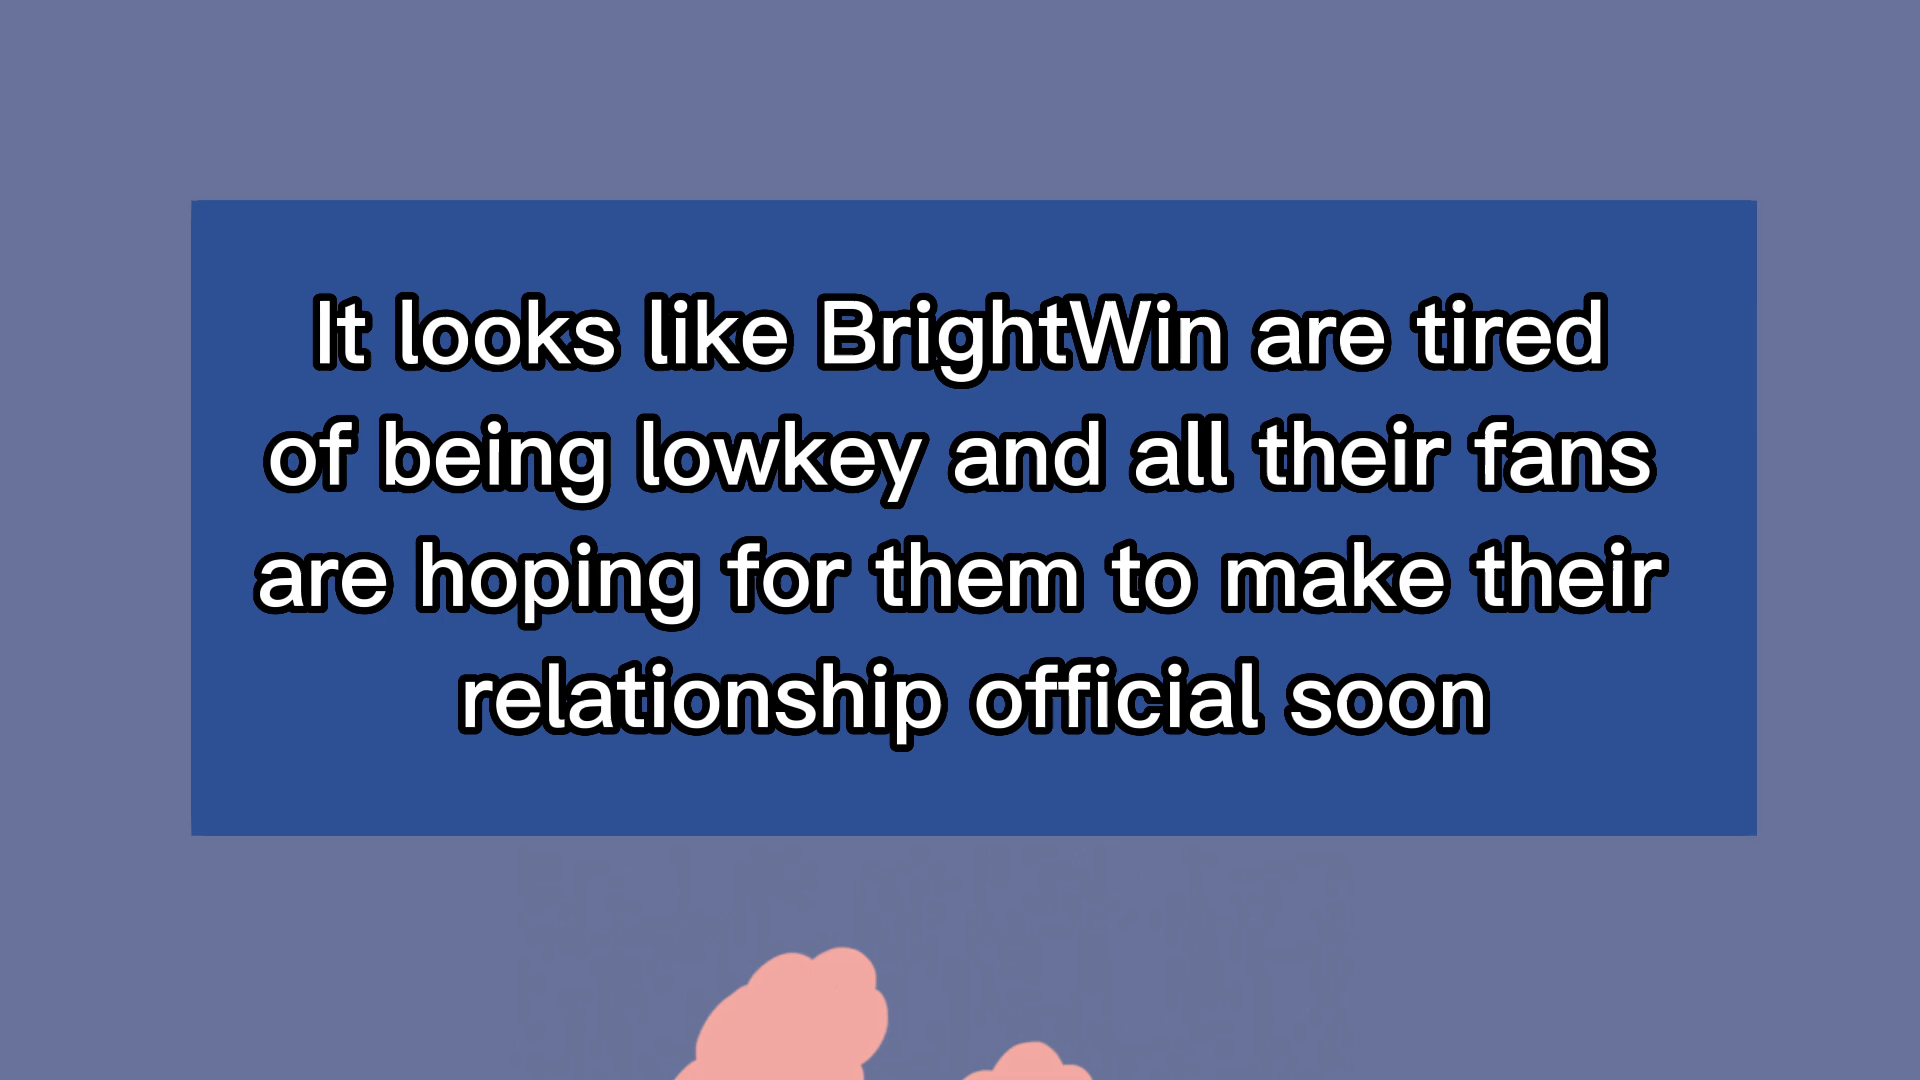 It looks like BrightWin are tired
of being lowkey and all their fans
are hoping for them to make their
relationship official soon